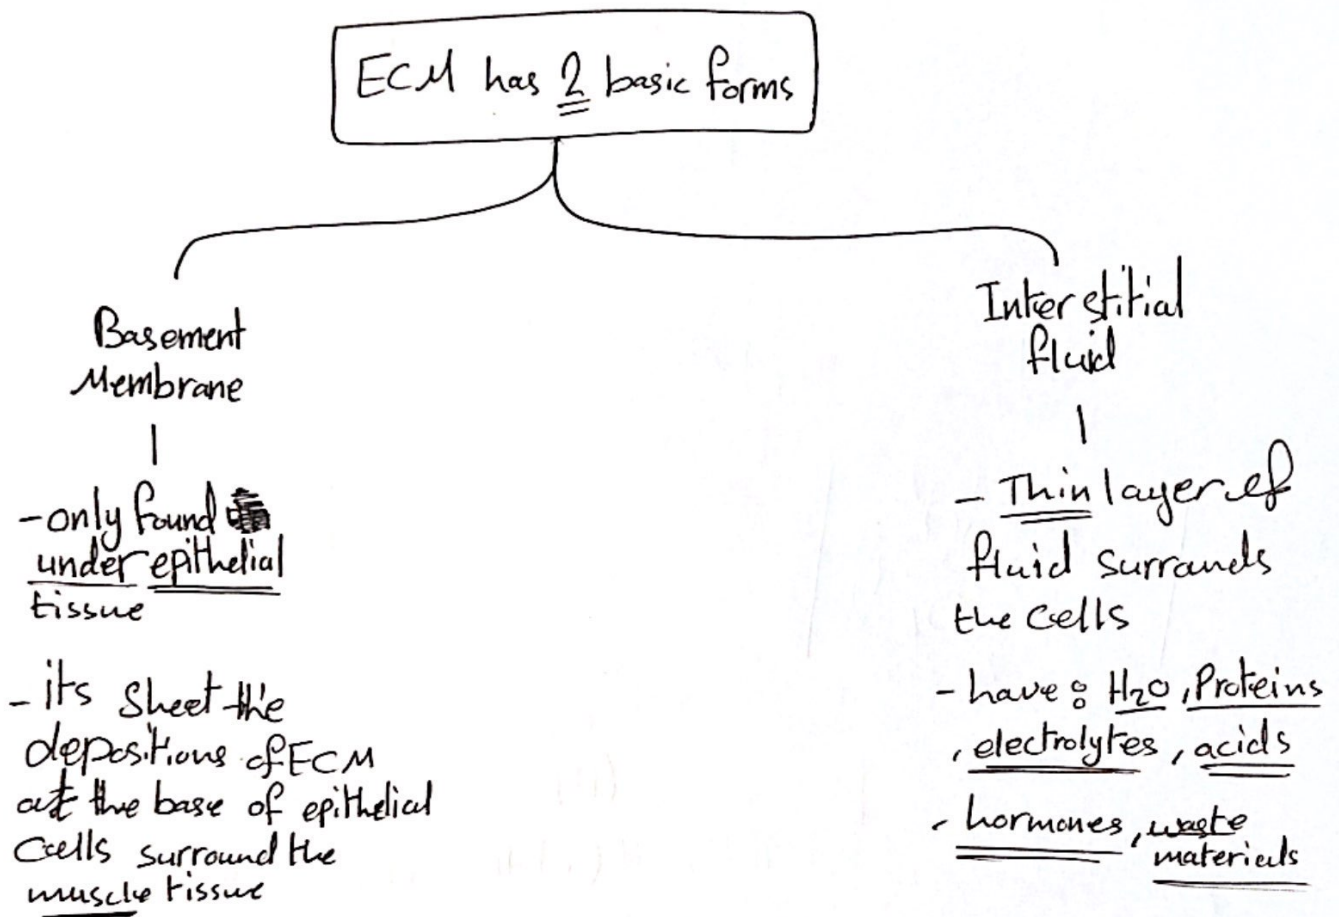 ECM has 2 basic forms
Basement
Membrane
- only found
under epithelial
tissue
- its sheet the
depositions of ECM
at the base of epithelial
Cells surround the
muscle tissue
Interstitial
fluid
- Thin layer of
fluid surrounds
the cells
- have : H2O , Proteins
, electrolytes , acids
, hormones , waste
materials